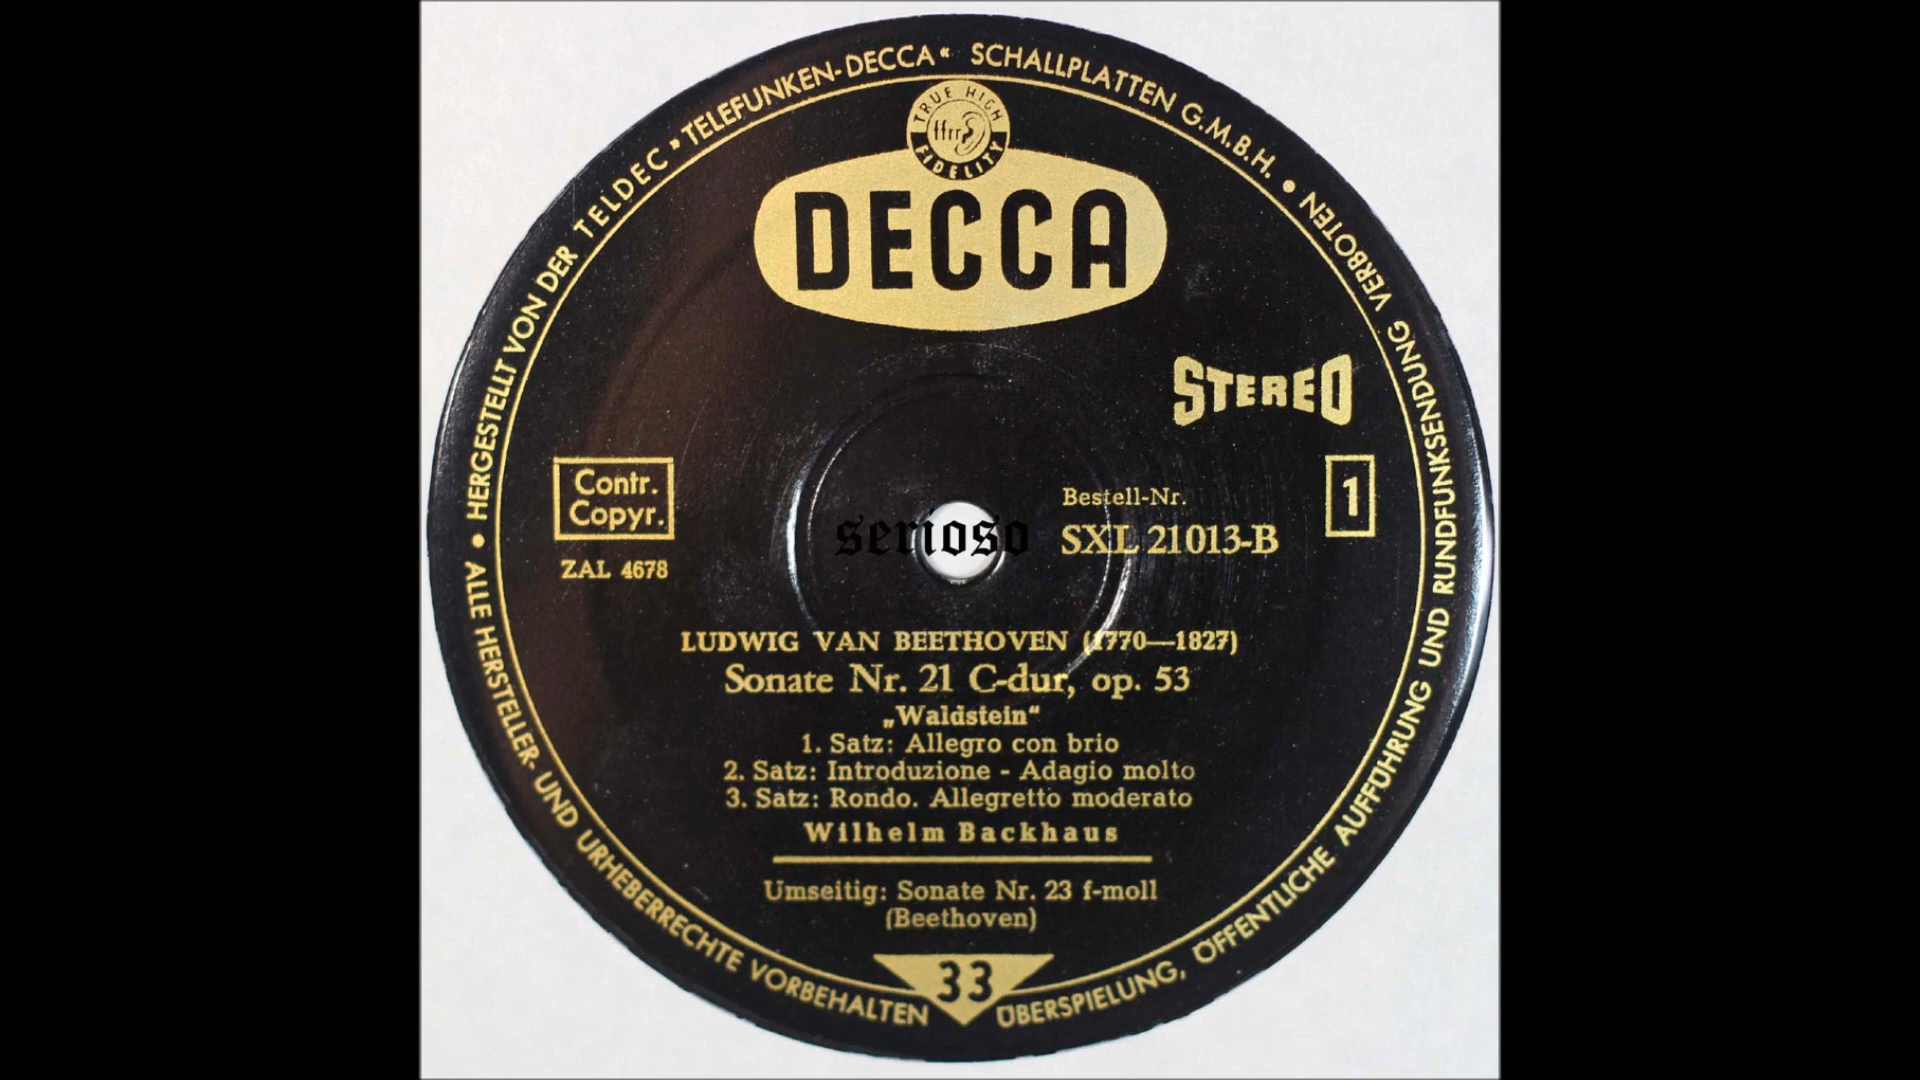 HERGESTELLT VON DER TELDEC »TELEFUNKEN-DECCA« SCHALLPLATTEN G.M.B.H. •
ÜBERSPIELUNG, ÖFFENTLICHE AUFFÜHRUNG UND RUNDFUNKSENDUNG VERBOTEN
• ALLE HERSTELLER- UND URHEBERRECHTE VORBEHALTEN
TRUE HIGH
ffrr
FIDELITY
DECCA
STEREO
Contr.
Copyr.
ZAL 4678
serioso
Bestell-Nr.
SXL 21013-B
1
LUDWIG VAN BEETHOVEN (1770—1827)
Sonate Nr. 21 C-dur, op. 53
„Waldstein“
1. Satz: Allegro con brio
2. Satz: Introduzione - Adagio molto
3. Satz: Rondo. Allegretto moderato
Wilhelm Backhaus
Umseitig: Sonate Nr. 23 f-moll
(Beethoven)
33